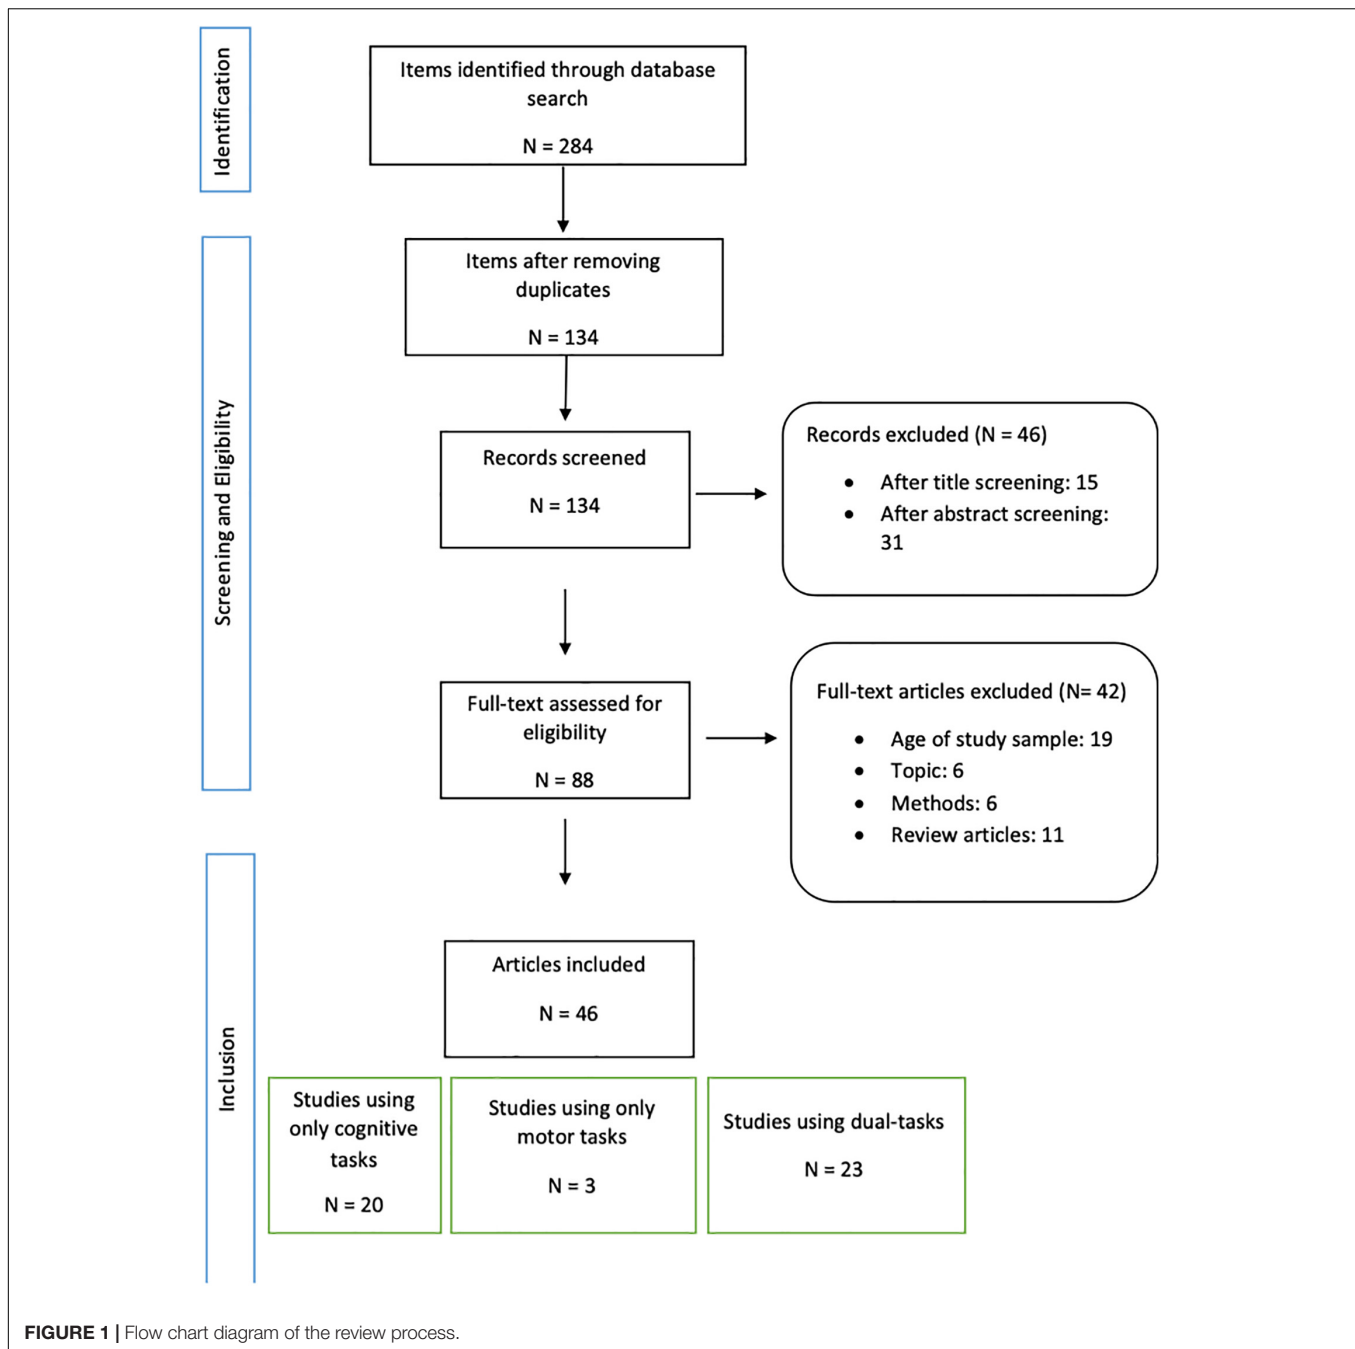 Identification
Items identified through database
search
N = 284
Screening and Eligibility
Items after removing
duplicates
N = 134
Records screened
N = 134
Records excluded (N = 46)
• After title screening: 15
• After abstract screening:
31
Full-text assessed for
eligibility
N = 88
Full-text articles excluded (N= 42)
• Age of study sample: 19
• Topic: 6
• Methods: 6
• Review articles: 11
Inclusion
Articles included
N = 46
Studies using
only cognitive
tasks
N = 20
Studies using only
motor tasks
N = 3
Studies using dual-tasks
N = 23
FIGURE 1 | Flow chart diagram of the review process.